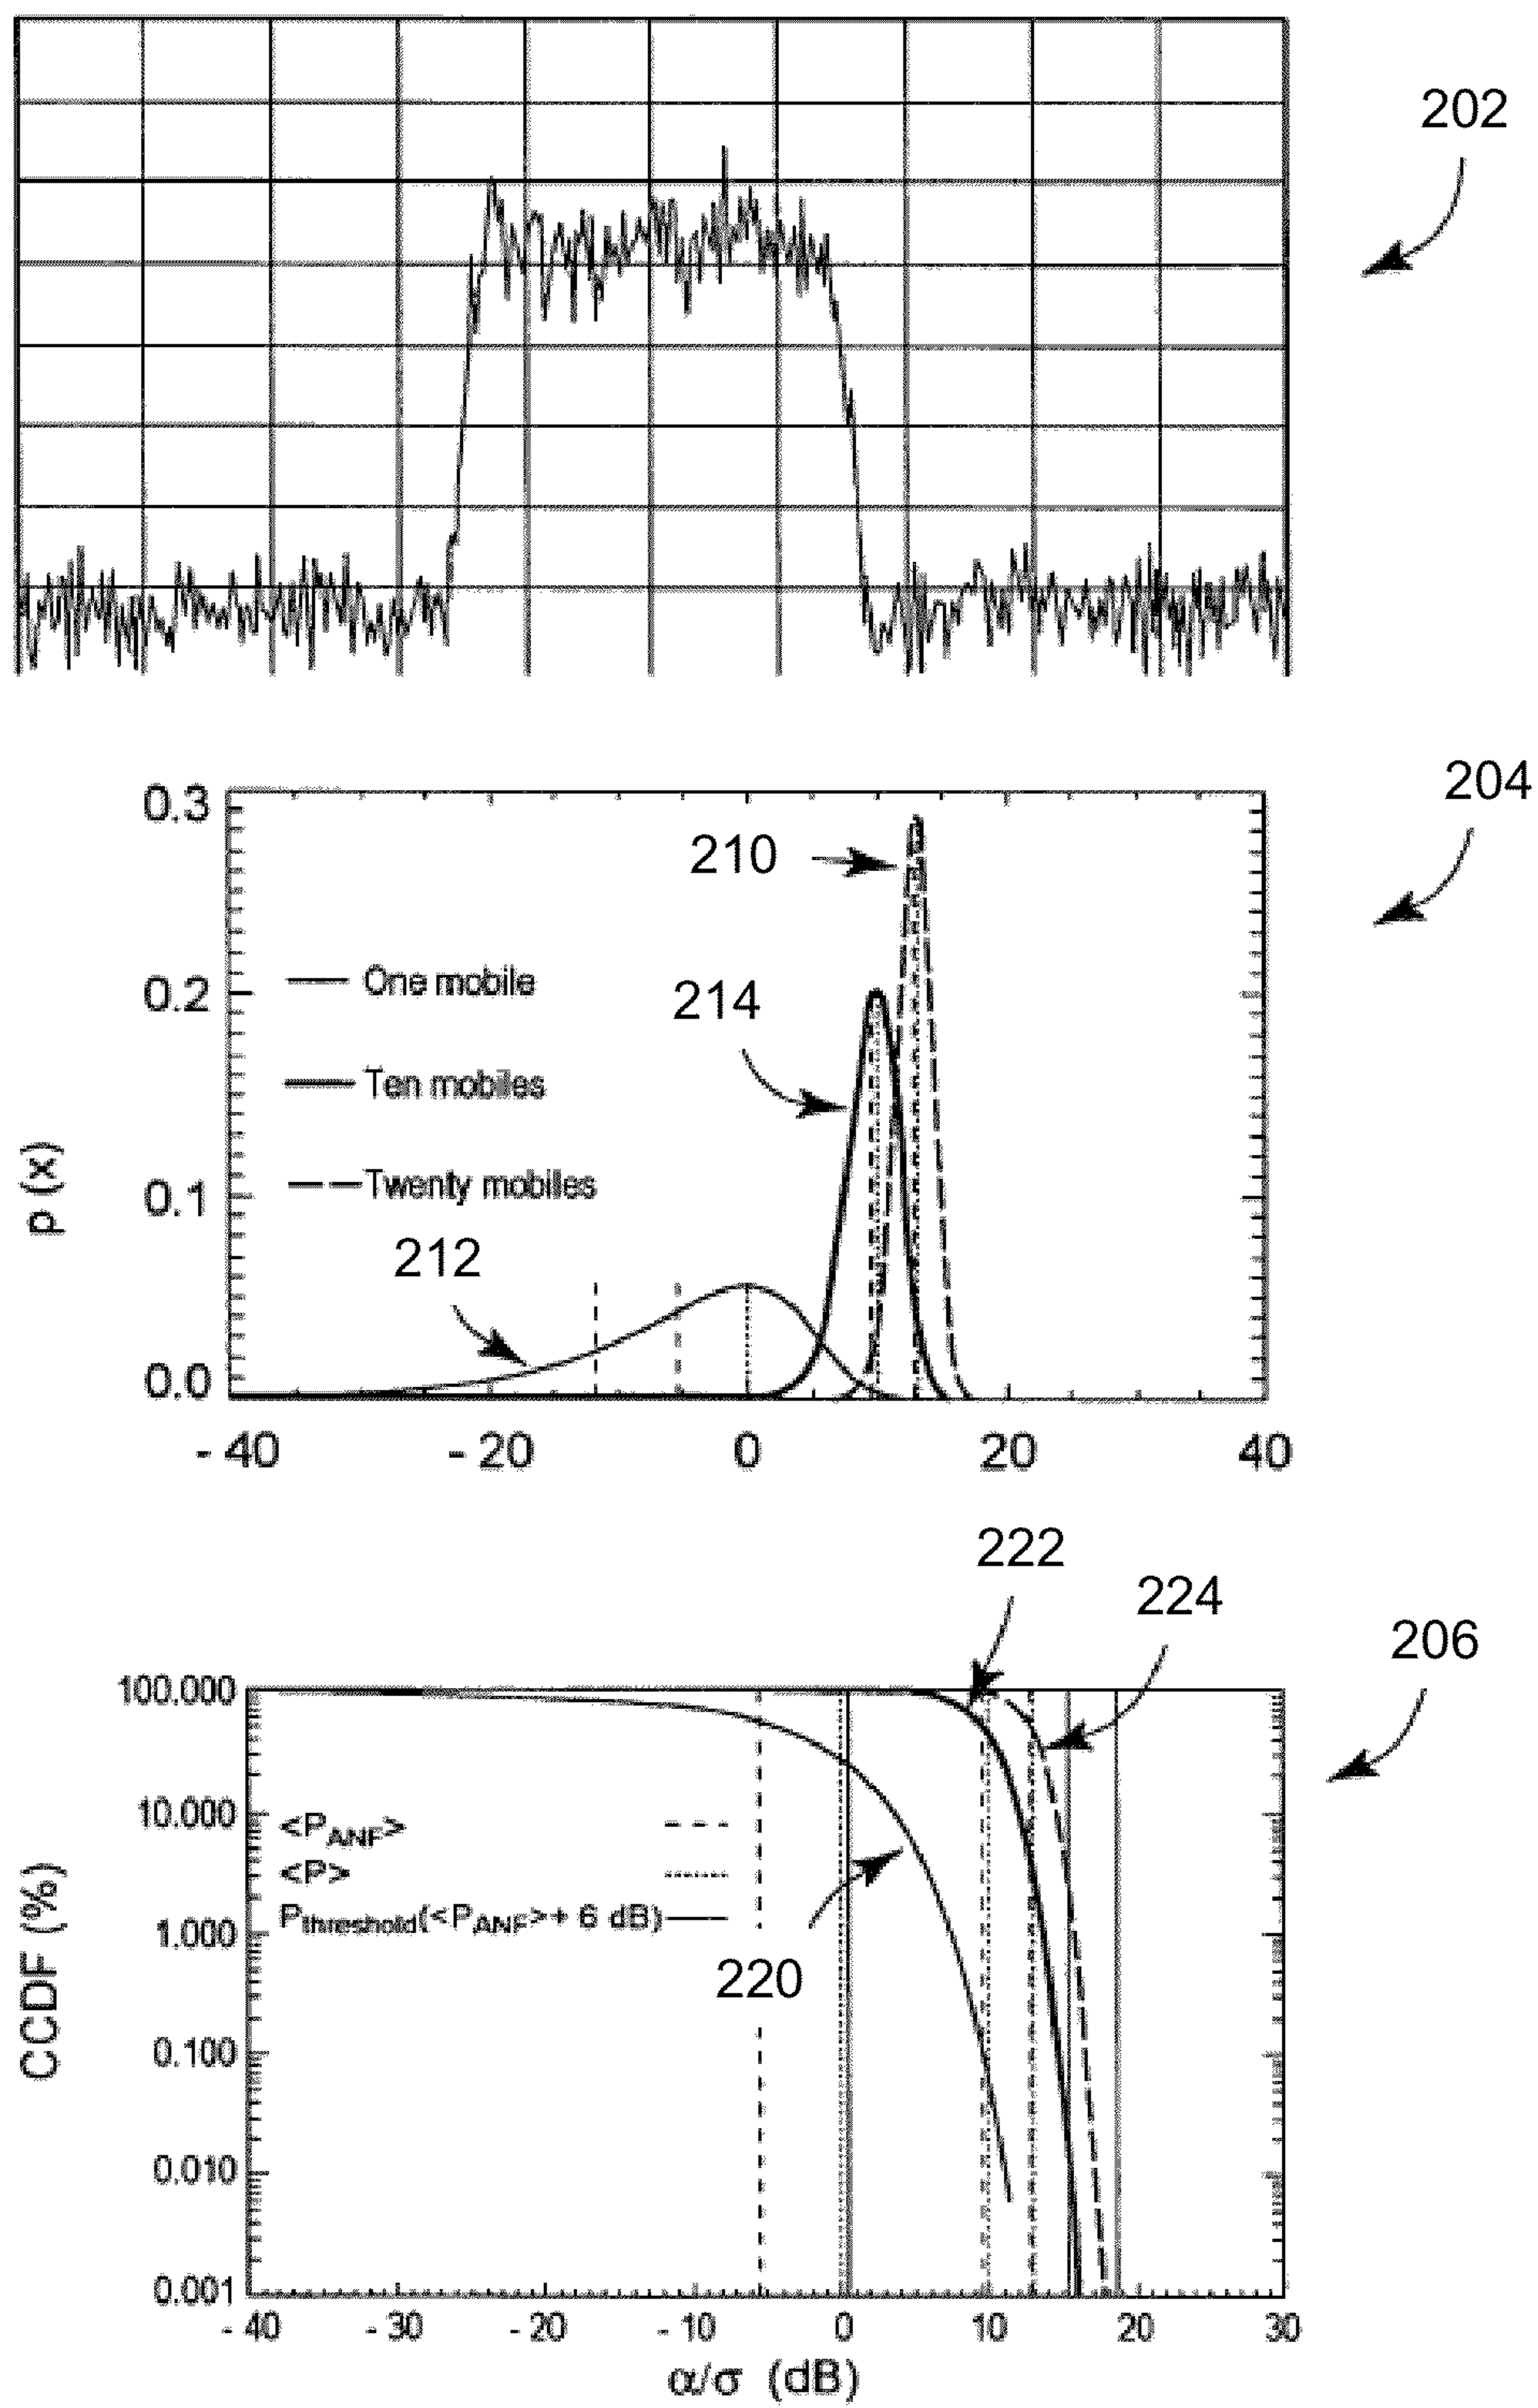 202
204
0.3
210
0.2
One mobile
214
Ten mobiles
p (x)
0.1
Twenty mobiles
212
0.0
- 40 - 20 0 20 40
222
224
206
100.000
10.000
<P_ANF>
<P>
P_threshold(<P_ANF>+ 6 dB)
1.000
220
CCDF (%)
0.100
0.010
0.001
- 40 - 30 - 20 - 10 0 10 20 30
α/σ (dB)